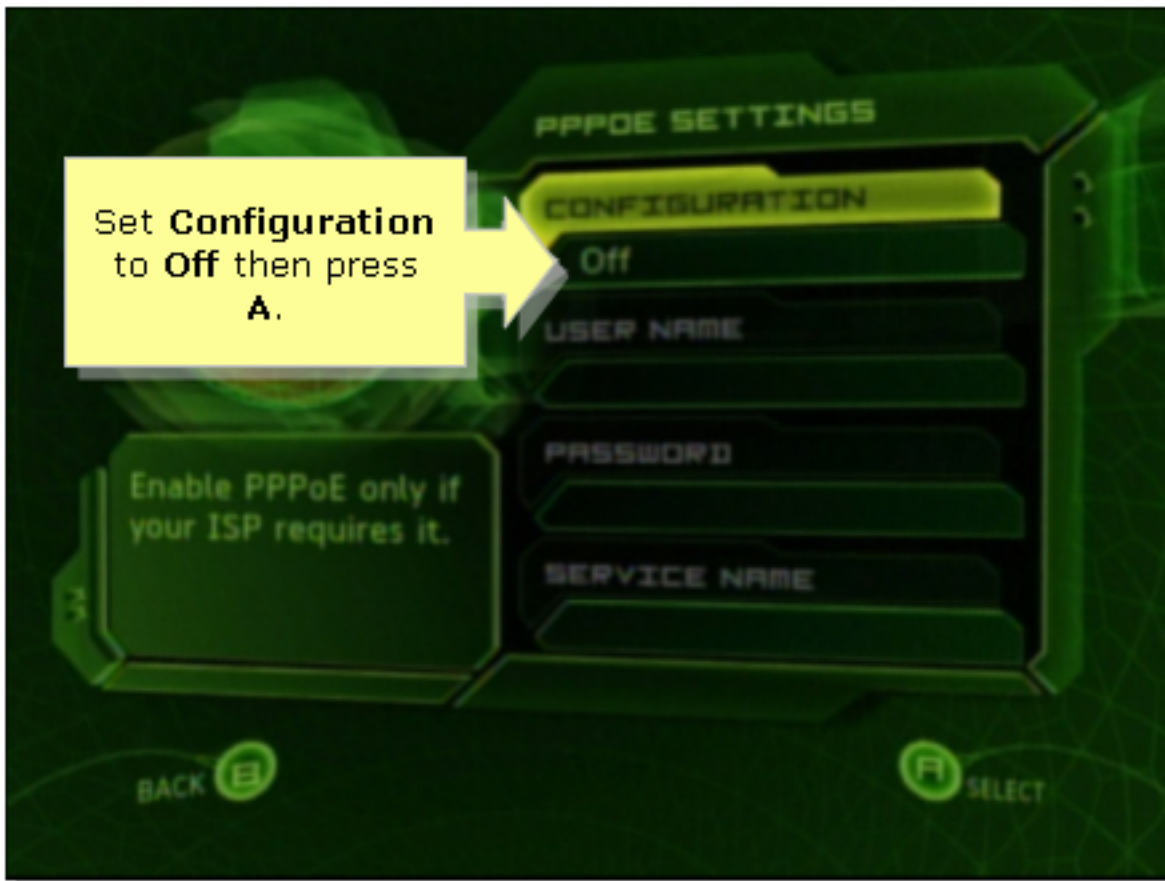 PPPOE SETTINGS
CONFIGURATION
Off
Set Configuration
to Off then press
A.
USER NAME
PASSWORD
Enable PPPoE only if
your ISP requires it.
SERVICE NAME
BACK B
A SELECT